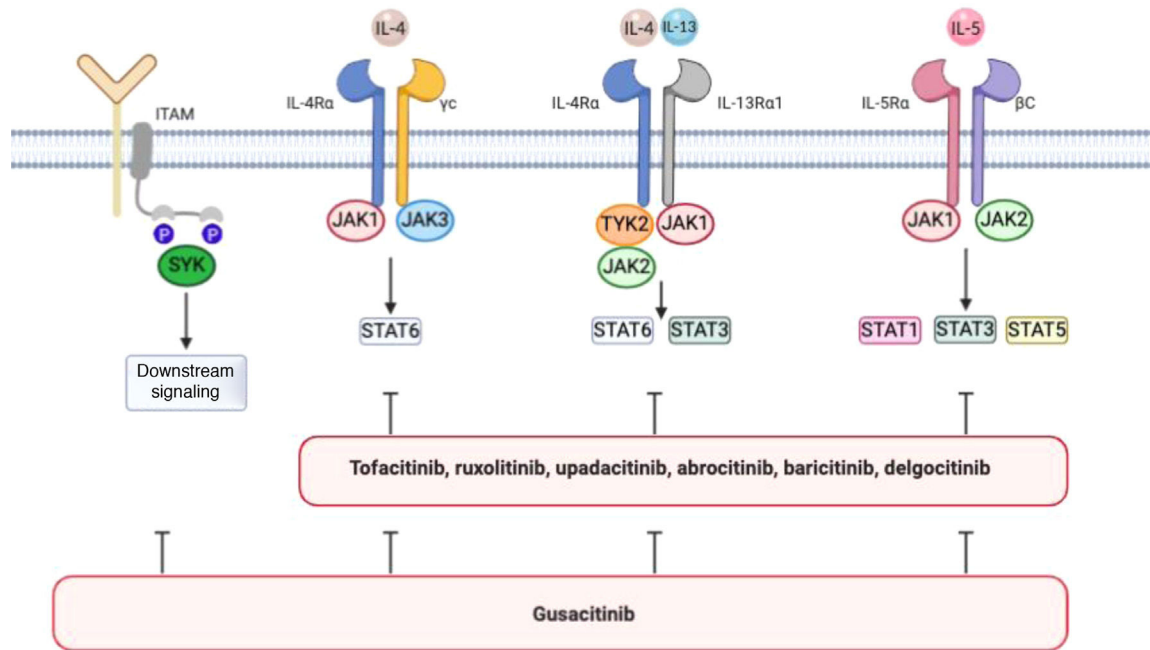 IL-4
IL-4 IL-13
IL-5
ITAM
IL-4Rα
γc
IL-4Rα
IL-13Rα1
IL-5Rα
βC
JAK1 JAK3
TYK2 JAK1
JAK1 JAK2
P P
SYK
JAK2
STAT6
STAT6 STAT3
STAT1 STAT3 STAT5
Downstream
signaling
Tofacitinib, ruxolitinib, upadacitinib, abrocitinib, baricitinib, delgocitinib
Gusacitinib